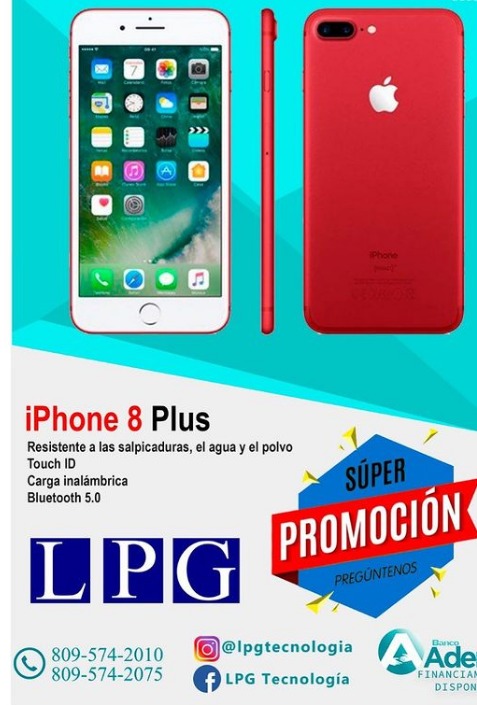 iPhone
iPhone 8 Plus
Resistente a las salpicaduras, el agua y el polvo
Touch ID
Carga inalámbrica
Bluetooth 5.0
SÚPER
PROMOCIÓN
PREGÚNTENOS
LPG
809-574-2010
809-574-2075
@lpgtecnologia
LPG Tecnología
Banco
Ade
FINANCIAM
DISPON